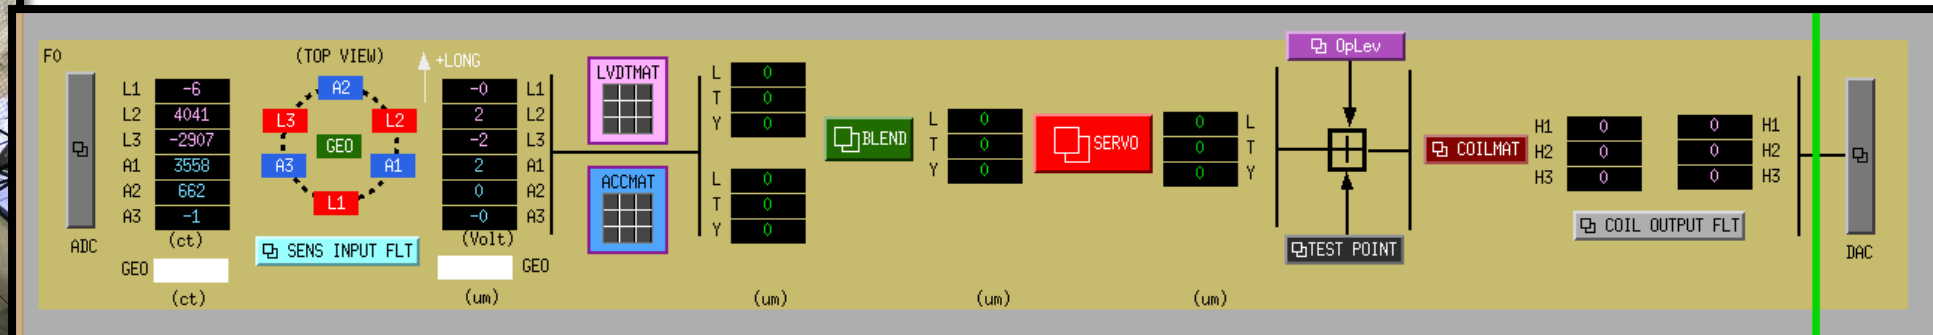 F0
ADC
L1 -6
L2 4041
L3 -2907
A1 3558
A2 662
A3 -1
(ct)
GEO
(ct)
(TOP VIEW)
+LONG
A2
L3
L2
GEO
A3
A1
L1
SENS INPUT FLT
-0 L1
2 L2
-2 L3
2 A1
0 A2
-0 A3
(Volt)
GEO
(um)
LVDTMAT
ACCMAT
L 0
T 0
Y 0
L 0
T 0
Y 0
(um)
BLEND
L 0
T 0
Y 0
(um)
SERVO
0 L
0 T
0 Y
(um)
OpLev
TEST POINT
COILMAT
H1 0
H2 0
H3 0
0 H1
0 H2
0 H3
COIL OUTPUT FLT
DAC